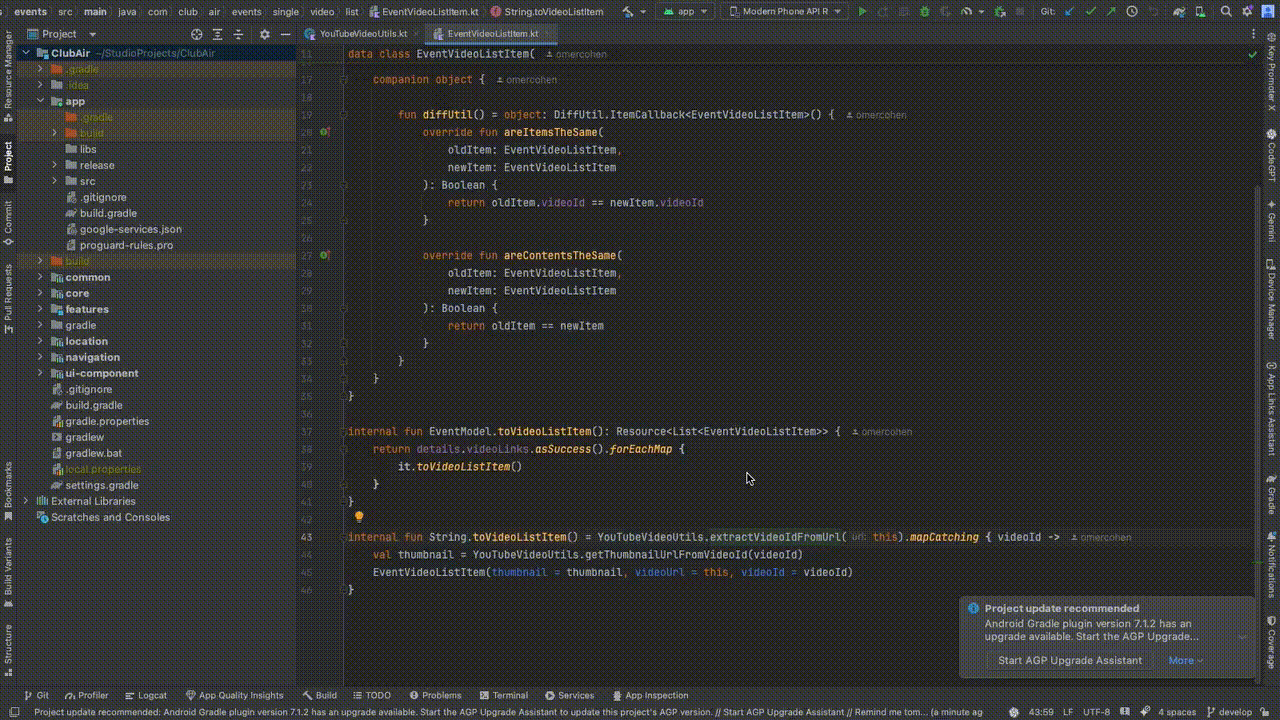 events src main java com club air events single video list EventVideoListItem.kt String.toVideoListItem app Modern Phone API R Git:
Project
YouTubeVideoUtils.kt EventVideoListItem.kt
ClubAir ~/StudioProjects/ClubAir
.gradle
.idea
app
.gradle
build
libs
release
src
.gitignore
build.gradle
google-services.json
proguard-rules.pro
build
common
core
features
gradle
location
navigation
ui-component
.gitignore
build.gradle
gradle.properties
gradlew
gradlew.bat
local.properties
settings.gradle
External Libraries
Scratches and Consoles
11 data class EventVideoListItem( omercohen
17 companion object { omercohen
18
19 fun diffUtil() = object: DiffUtil.ItemCallback<EventVideoListItem>() { omercohen
20 override fun areItemsTheSame(
21 oldItem: EventVideoListItem,
22 newItem: EventVideoListItem
23 ): Boolean {
24 return oldItem.videoId == newItem.videoId
25 }
26
27 override fun areContentsTheSame(
28 oldItem: EventVideoListItem,
29 newItem: EventVideoListItem
30 ): Boolean {
31 return oldItem == newItem
32 }
33 }
34 }
35 }
36
37 internal fun EventModel.toVideoListItem(): Resource<List<EventVideoListItem>> { omercohen
38 return details.videoLinks.asSuccess().forEachMap {
39 it.toVideoListItem()
40 }
41 }
42
43 internal fun String.toVideoListItem() = YouTubeVideoUtils.extractVideoIdFromUrl( url: this).mapCatching { videoId -> omercohen
44 val thumbnail = YouTubeVideoUtils.getThumbnailUrlFromVideoId(videoId)
45 EventVideoListItem(thumbnail = thumbnail, videoUrl = this, videoId = videoId)
46 }
Project update recommended
Android Gradle plugin version 7.1.2 has an
upgrade available. Start the AGP Upgrade...
Start AGP Upgrade Assistant More
Resource Manager
Project
Commit
Pull Requests
Bookmarks
Build Variants
Structure
Key Promoter X
CodeGPT
Gemini
Device Manager
App Links Assistant
Gradle
Notifications
Coverage
Git Profiler Logcat App Quality Insights Build TODO Problems Terminal Services App Inspection
Project update recommended: Android Gradle plugin version 7.1.2 has an upgrade available. Start the AGP Upgrade Assistant to update this project's AGP version. // Start AGP Upgrade Assistant // Remind me tom... (a minute ag 43:59 LF UTF-8 4 spaces develop